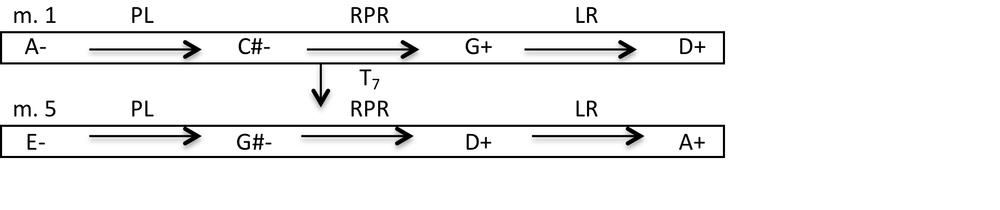 m. 1 PL RPR LR
A- C#- G+ D+
T7
m. 5 PL RPR LR
E- G#- D+ A+